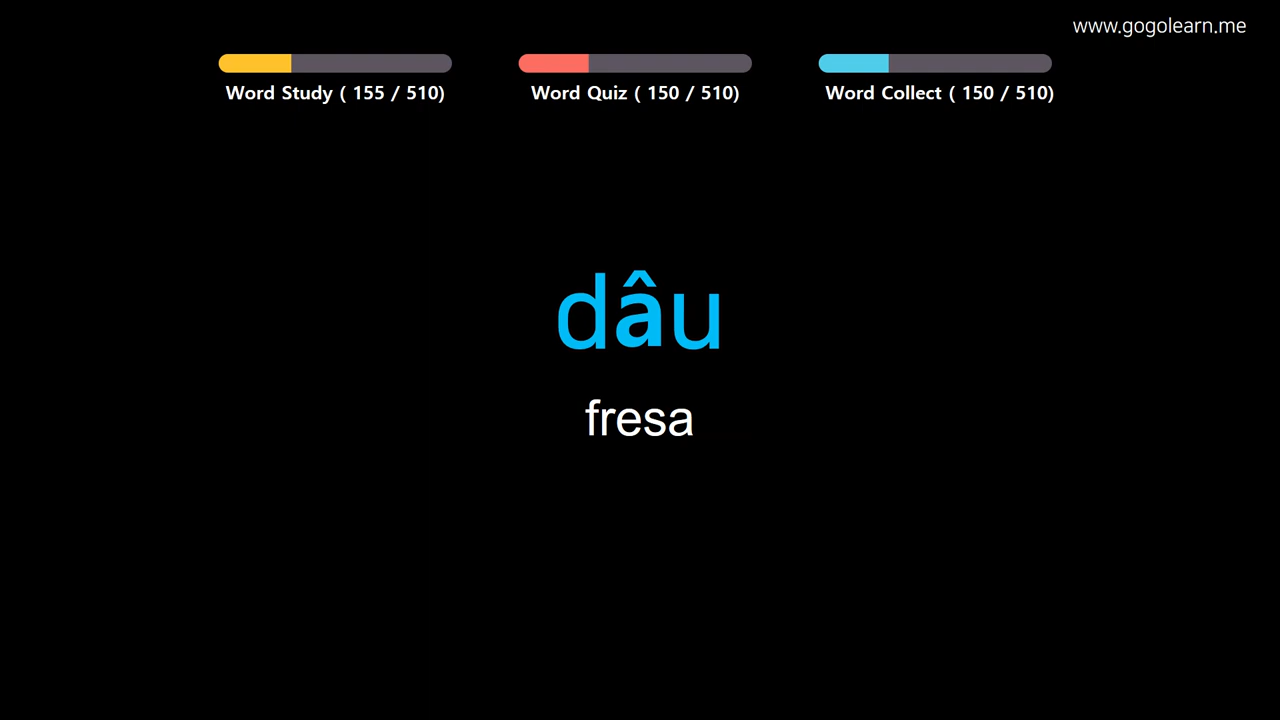 www.gogolearn.me
Word Study ( 155 / 510)
Word Quiz ( 150 / 510)
Word Collect ( 150 / 510)
dâu
fresa